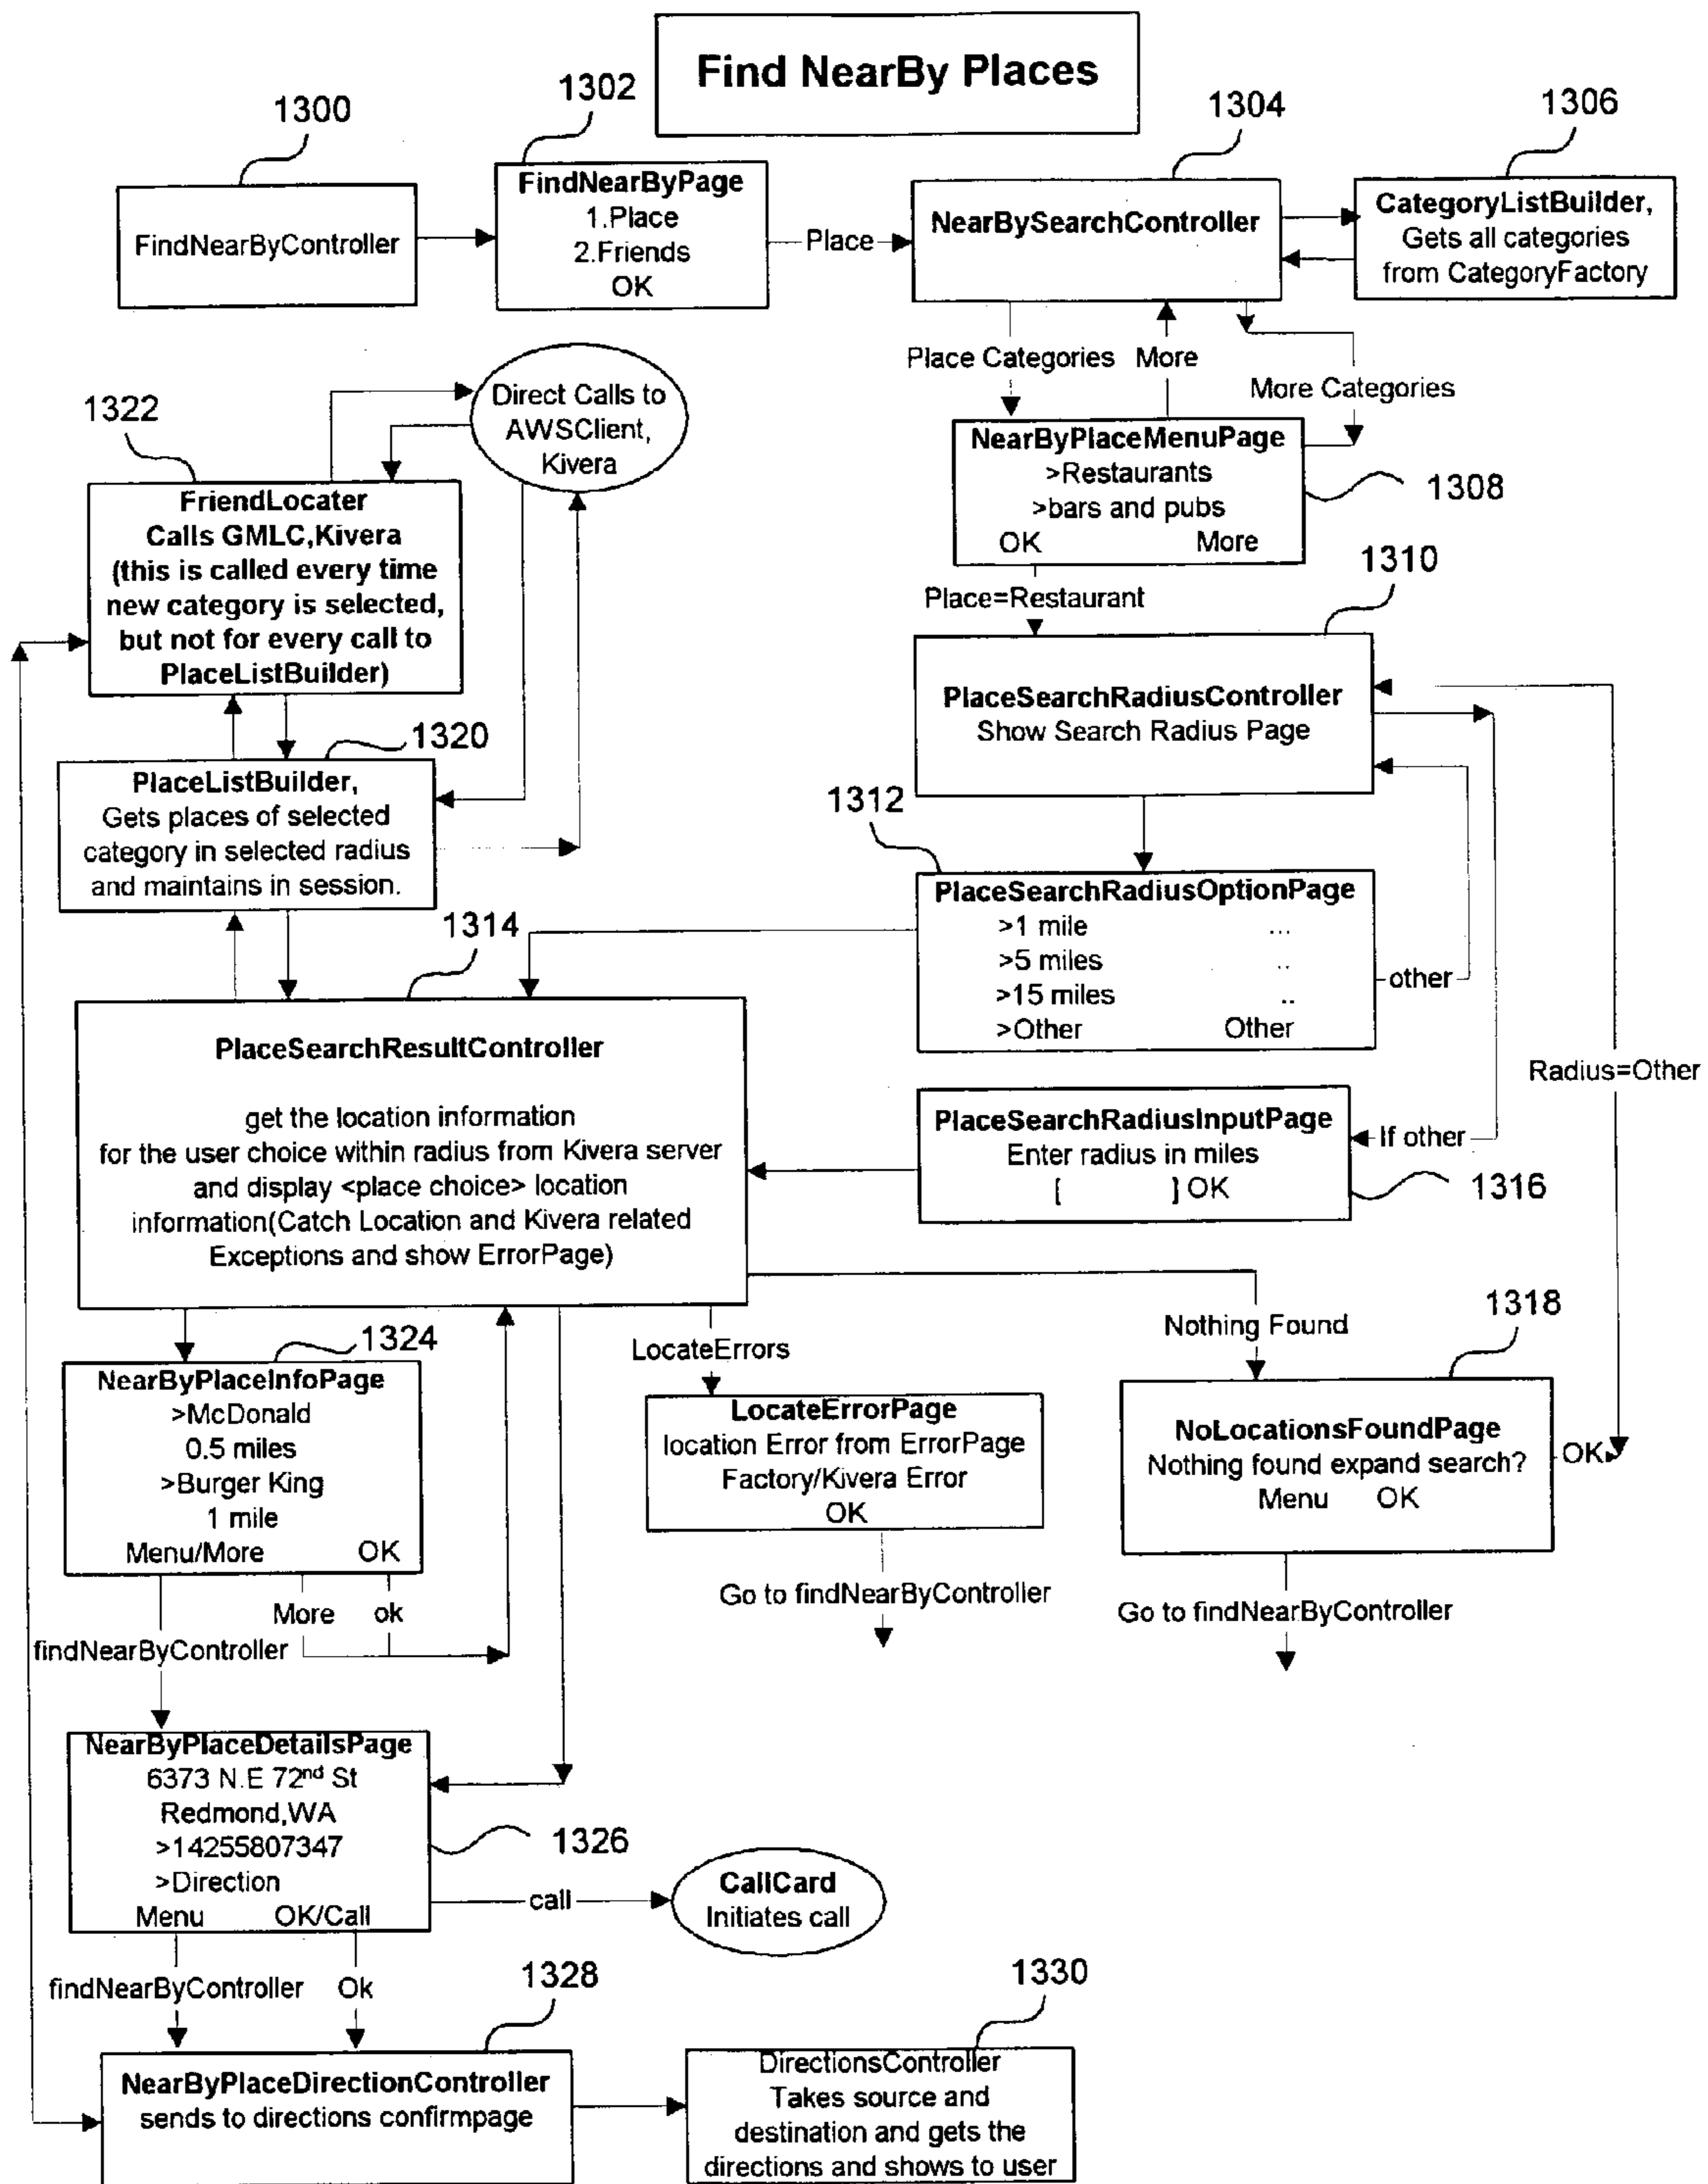 Find NearBy Places
1300
1302
1304
1306
FindNearByController
FindNearByPage
1.Place
2.Friends
OK
Place
NearBySearchController
CategoryListBuilder,
Gets all categories
from CategoryFactory
Place Categories
More
More Categories
NearByPlaceMenuPage
>Restaurants
>bars and pubs
OK More
1308
Place=Restaurant
1310
PlaceSearchRadiusController
Show Search Radius Page
1312
PlaceSearchRadiusOptionPage
>1 mile ...
>5 miles ..
>15 miles ..
>Other Other
other
Radius=Other
PlaceSearchRadiusInputPage
Enter radius in miles
[ ] OK
If other
1316
Direct Calls to
AWSClient,
Kivera
1322
FriendLocater
Calls GMLC,Kivera
(this is called every time
new category is selected,
but not for every call to
PlaceListBuilder)
1320
PlaceListBuilder,
Gets places of selected
category in selected radius
and maintains in session.
1314
PlaceSearchResultController
get the location information
for the user choice within radius from Kivera server
and display <place choice> location
information(Catch Location and Kivera related
Exceptions and show ErrorPage)
1324
NearByPlaceInfoPage
>McDonald
0.5 miles
>Burger King
1 mile
Menu/More OK
More ok
findNearByController
LocateErrors
LocateErrorPage
location Error from ErrorPage
Factory/Kivera Error
OK
Go to findNearByController
Nothing Found
1318
NoLocationsFoundPage
Nothing found expand search?
Menu OK
OK
Go to findNearByController
NearByPlaceDetailsPage
6373 N.E 72nd St
Redmond,WA
>14255807347
>Direction
Menu OK/Call
1326
call
CallCard
Initiates call
findNearByController
Ok
1328
NearByPlaceDirectionController
sends to directions confirmpage
1330
DirectionsController
Takes source and
destination and gets the
directions and shows to user